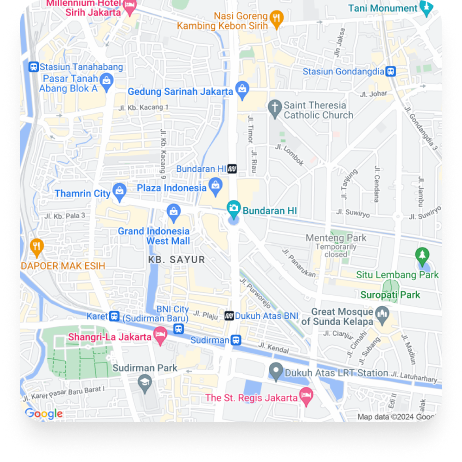 Millennium Hotel
Sirih Jakarta
Nasi Goreng
Kambing Kebon Sirih
Tani Monument
Jln Jaksa
Stasiun Tanahabang
Stasiun Gondangdia
Pasar Tanah
Abang Blok A
Gedung Sarinah Jakarta
Jl. Johar
Jl. Kb. Kacang 1
Saint Theresia
Catholic Church
Jl. Gondangdia 3
Jl. Timor
Jl. Riau
Jl. Kb. Kacang 9
Jl. Lombok
Bundaran HI
Jl. Tanjung
Jl. Cendana
Jl. Jambu
Thamrin City
Plaza Indonesia
Bundaran HI
Jl. Kb. Pala 3
Jl. Suwiryo
Jl. Suwiryo
Grand Indonesia
West Mall
Menteng Park
Temporarily
closed
DAPOER MAK ESIH
KB. SAYUR
Jl. Panarukan
Situ Lembang Park
Jl. Purworejo
Suropati Park
Karet
BNI City
(Sudirman Baru)
Jl. Plaju
Dukuh Atas BNI
Great Mosque
of Sunda Kelapa
Shangri-La Jakarta
Sudirman
Jl. Kendal
Jl. Cianjur
Jl. Cimahi
Jl. Subang
Jl. Madiun
Sudirman Park
Dukuh Atas LRT Station
Jl. Latuharhary
Jl. Karet Pasar Baru Barat I
The St. Regis Jakarta
Jl. Edi II
Google
Map data ©2024 Goo